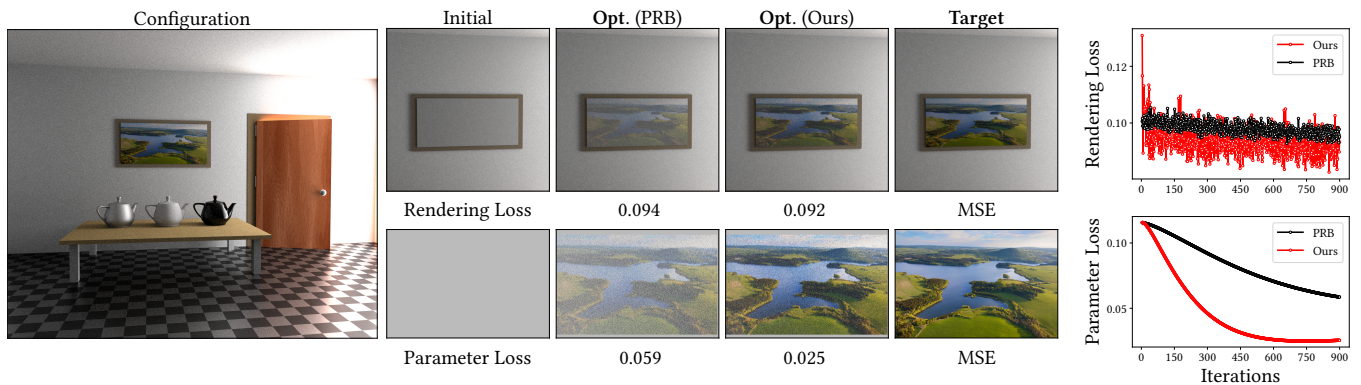 Configuration
Initial
Opt. (PRB)
Opt. (Ours)
Target
Rendering Loss
0.094
0.092
MSE
Parameter Loss
0.059
0.025
MSE
Rendering Loss
0.12
0.10
Ours
PRB
0 150 300 450 600 750 900
Parameter Loss
0.10
0.05
PRB
Ours
0 150 300 450 600 750 900
Iterations